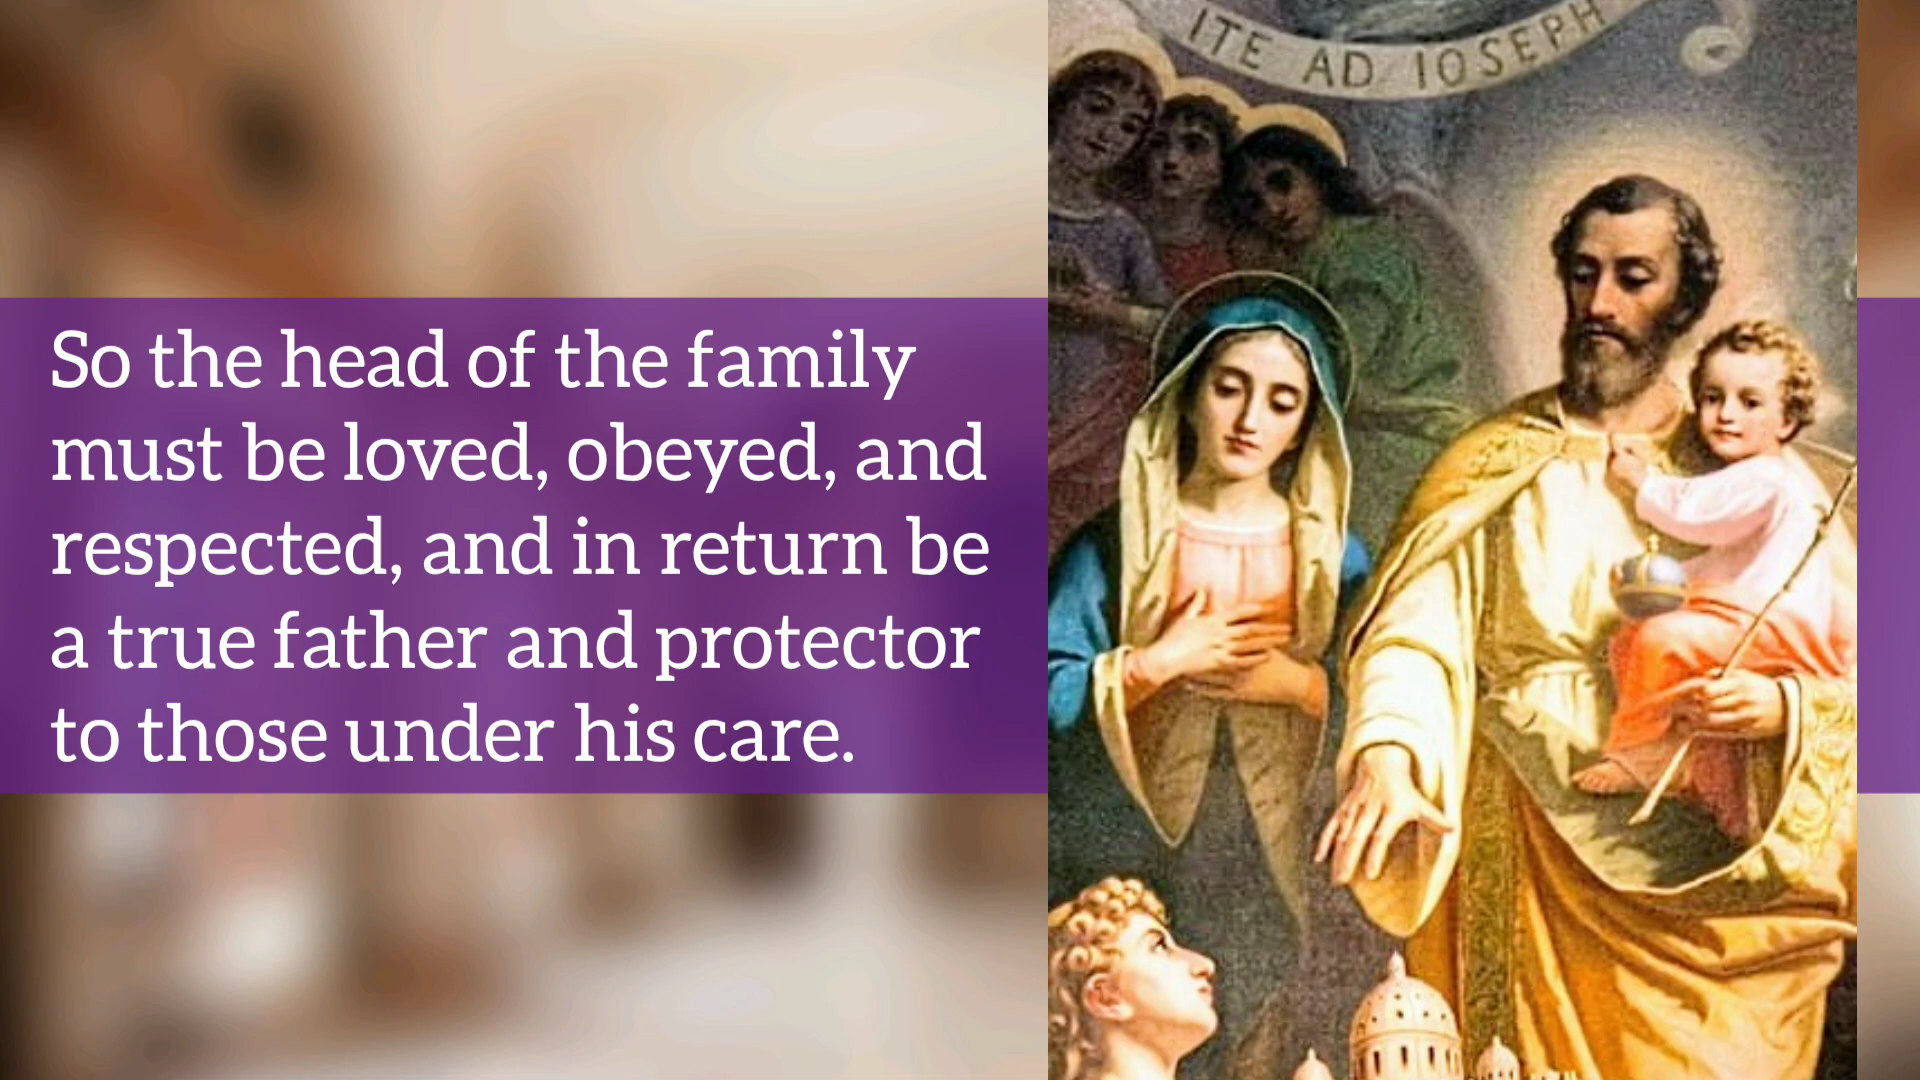 So the head of the family
must be loved, obeyed, and
respected, and in return be
a true father and protector
to those under his care.
ITE AD IOSEPH